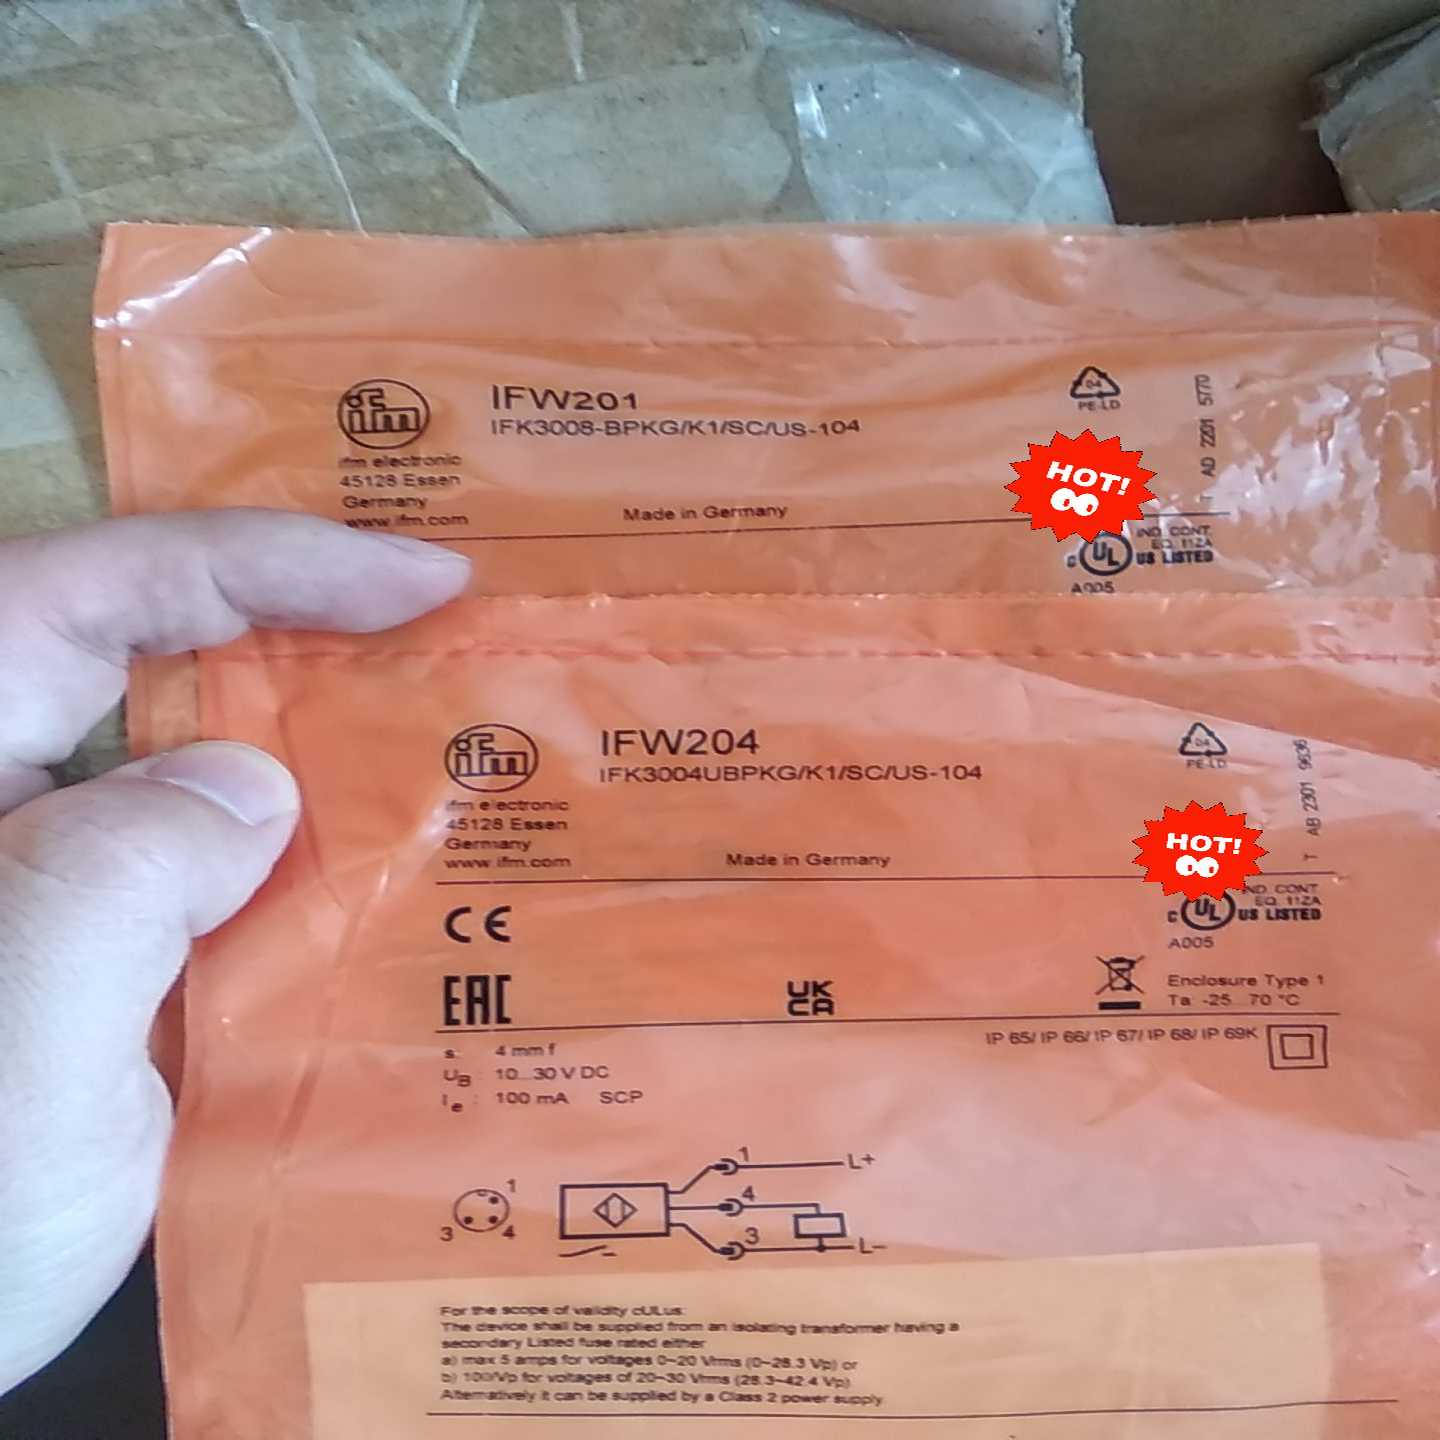 ifm
IFW201
IFK3008-BPKG/K1/SC/US-104
ifm electronic
45128 Essen
Germany
www.ifm.com
Made in Germany
04
PE-LD
T AD 2201 5770
HOT!
c UL US LISTED
IND. CONT.
EQ. 11ZA
A005
ifm
IFW204
IFK3004UBPKG/K1/SC/US-104
ifm electronic
45128 Essen
Germany
www.ifm.com
Made in Germany
04
PE-LD
T AB 2301 9636
HOT!
c UL US LISTED
IND. CONT.
EQ. 11ZA
A005
CE
EAC
UK
CA
Enclosure Type 1
Ta: -25...70 °C
IP 65/ IP 66/ IP 67/ IP 68/ IP 69K
s: 4 mm f
UB : 10...30 V DC
Ie : 100 mA SCP
1
3 4
1 L+
4
3 L-
For the scope of validity cULus:
The device shall be supplied from an isolating transformer having a
secondary Listed fuse rated either
a) max 5 amps for voltages 0~20 Vrms (0~28.3 Vp) or
b) 100/Vp for voltages of 20~30 Vrms (28.3~42.4 Vp).
Alternatively it can be supplied by a Class 2 power supply.